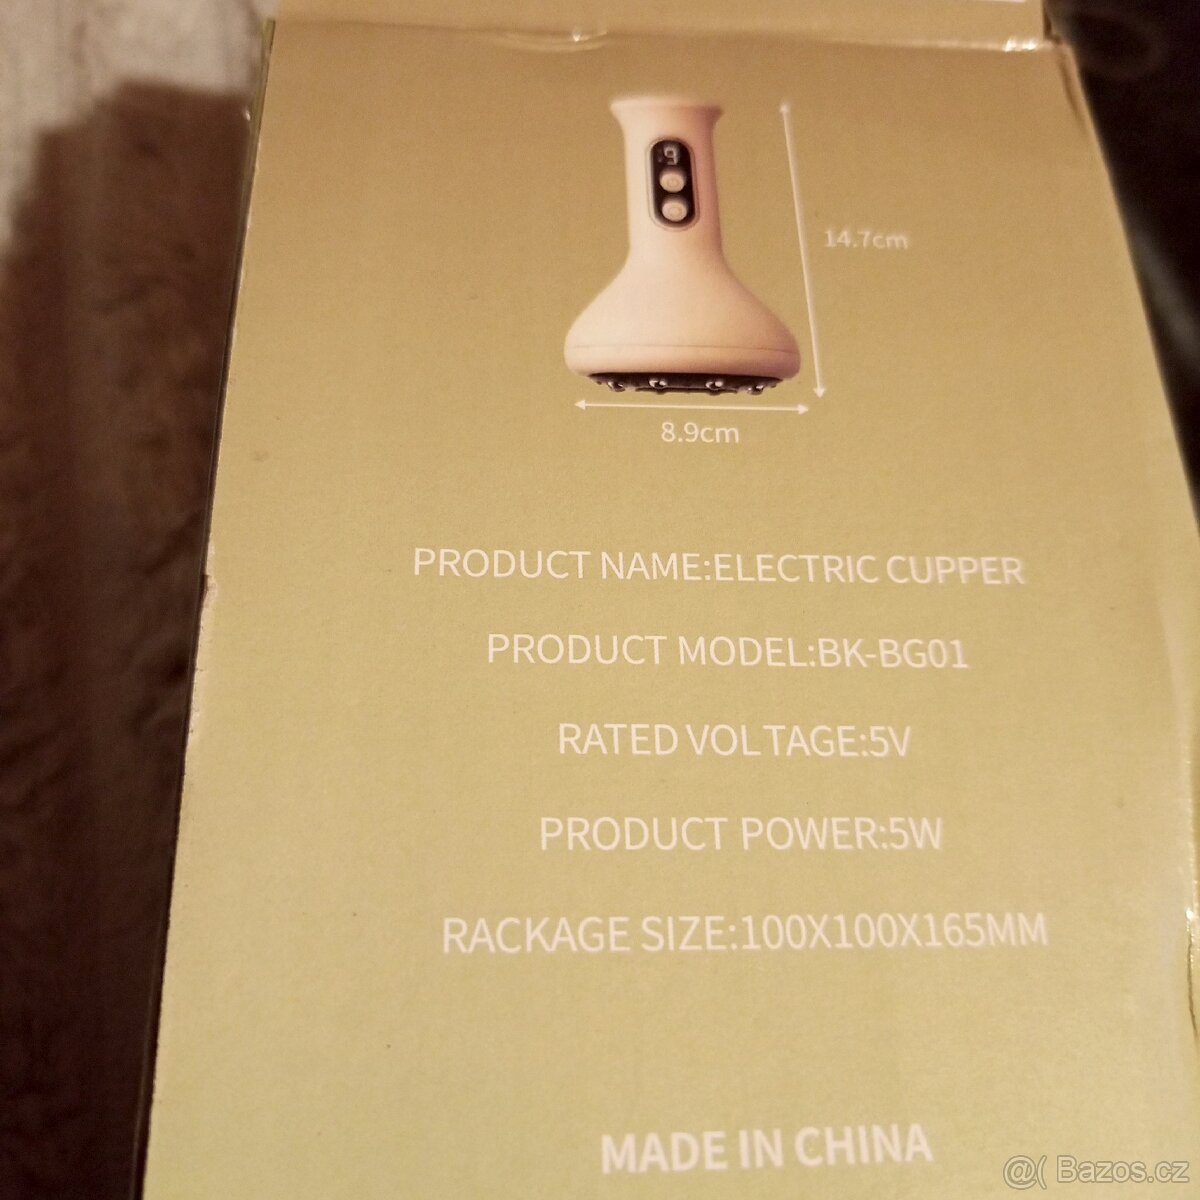 9
14.7cm
8.9cm
PRODUCT NAME:ELECTRIC CUPPER
PRODUCT MODEL:BK-BG01
RATED VOLTAGE:5V
PRODUCT POWER:5W
RACKAGE SIZE:100X100X165MM
MADE IN CHINA
@( Bazos.cz